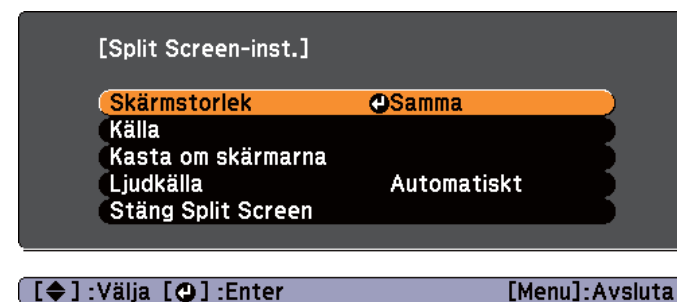 [Split Screen-inst.]
Skärmstorlek Samma
Källa
Kasta om skärmarna
Ljudkälla Automatiskt
Stäng Split Screen
[◆] :Välja [⏎] :Enter [Menu]:Avsluta